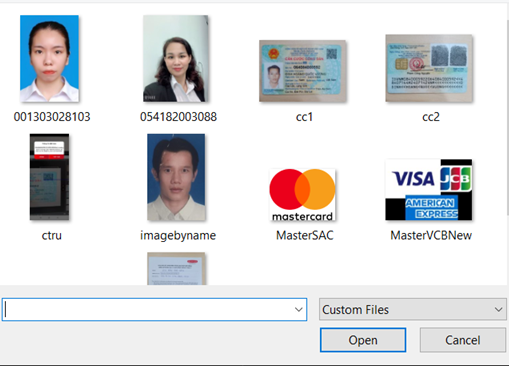 001303028103
054182003088
cc1
cc2
ctru
imagebyname
mastercard
MasterSAC
VISA
JCB
AMERICAN
EXPRESS
MasterVCBNew
Custom Files
Open
Cancel